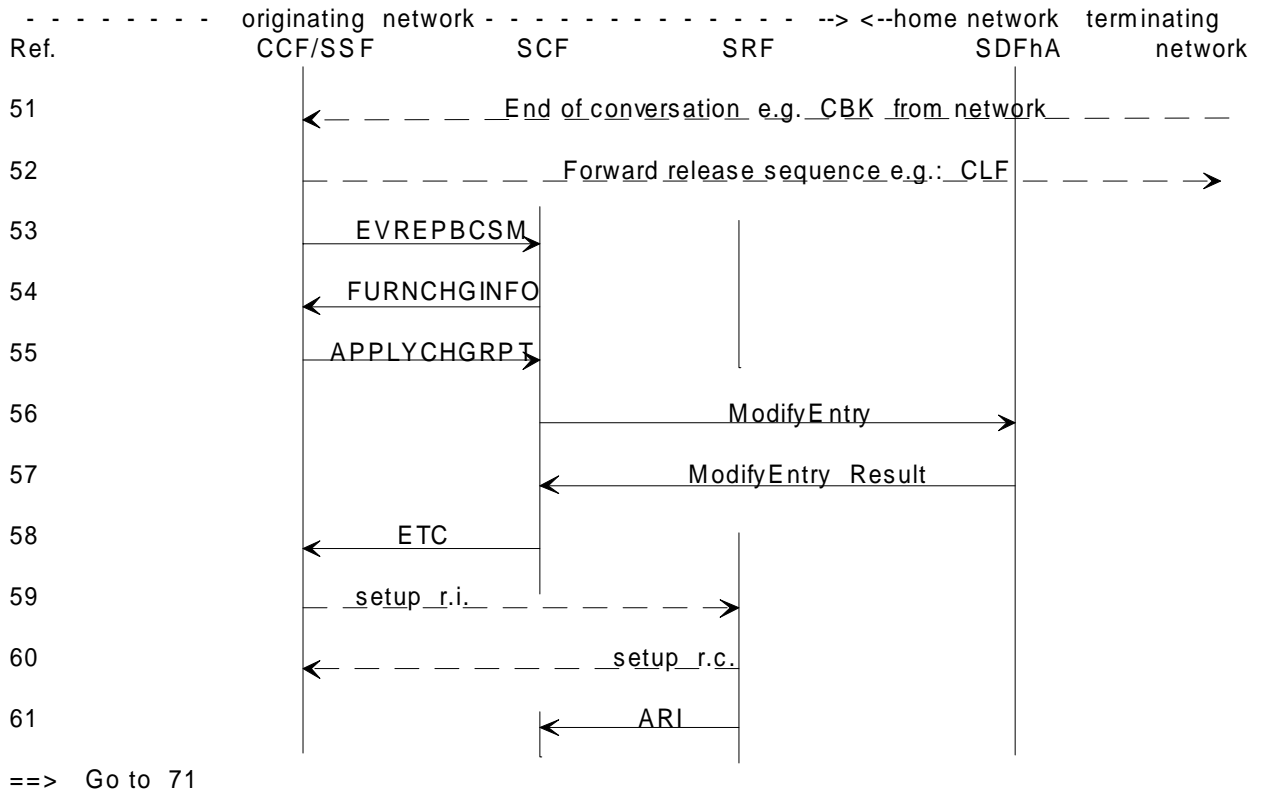 - - - - - - - - originating network - - - - - - - - - - - - - - --> <--home network terminating
Ref. CCF/SSF SCF SRF SDFhA network
51 End of conversation e.g. CBK from network
52 Forward release sequence e.g.: CLF
53 EVREPBCSM
54 FURNCHGINFO
55 APPLYCHGRPT
56 ModifyEntry
57 ModifyEntry Result
58 ETC
59 setup r.i.
60 setup r.c.
61 ARI
==> Go to 71